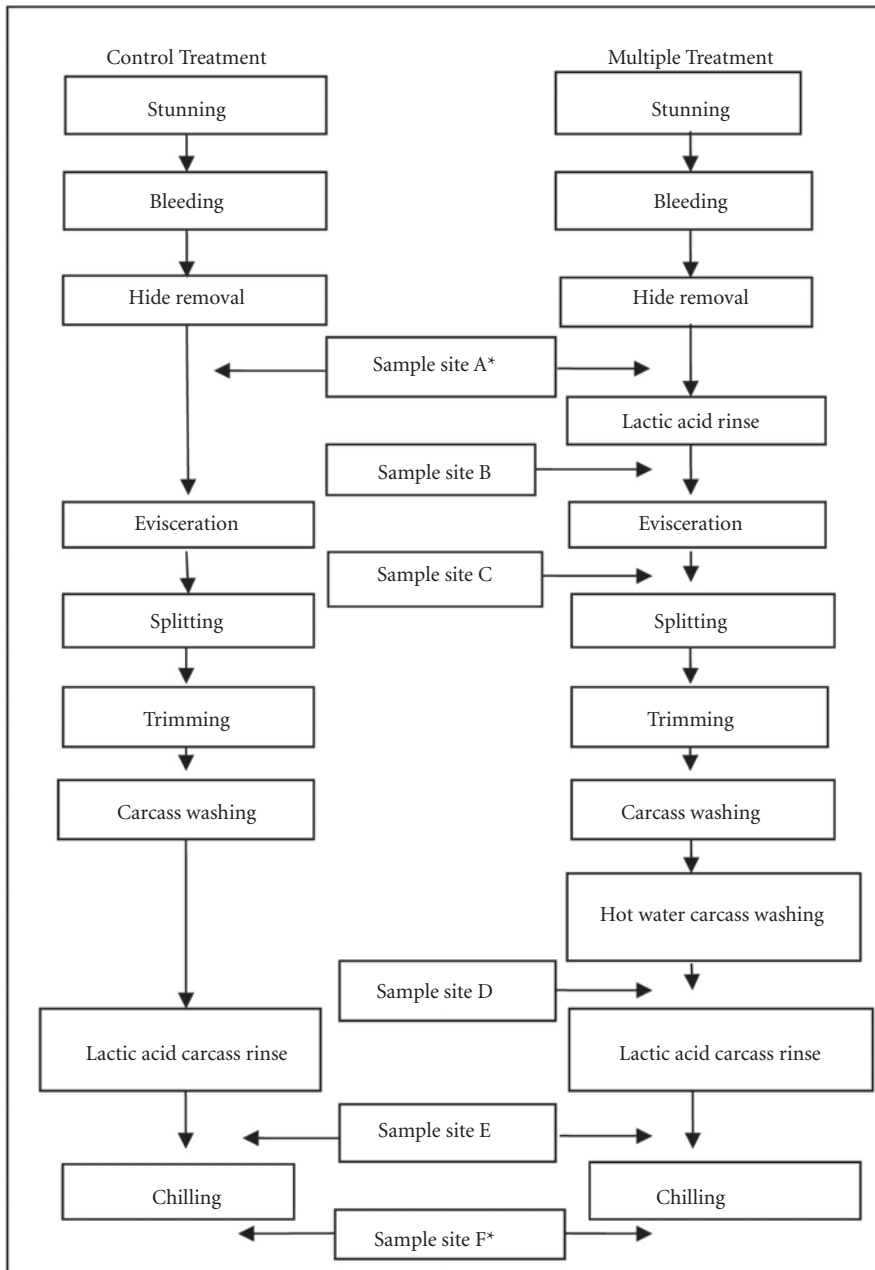 Control Treatment
Multiple Treatment
Stunning
Stunning
Bleeding
Bleeding
Hide removal
Hide removal
Sample site A*
Lactic acid rinse
Sample site B
Evisceration
Evisceration
Sample site C
Splitting
Splitting
Trimming
Trimming
Carcass washing
Carcass washing
Hot water carcass washing
Sample site D
Lactic acid carcass rinse
Lactic acid carcass rinse
Sample site E
Chilling
Chilling
Sample site F*